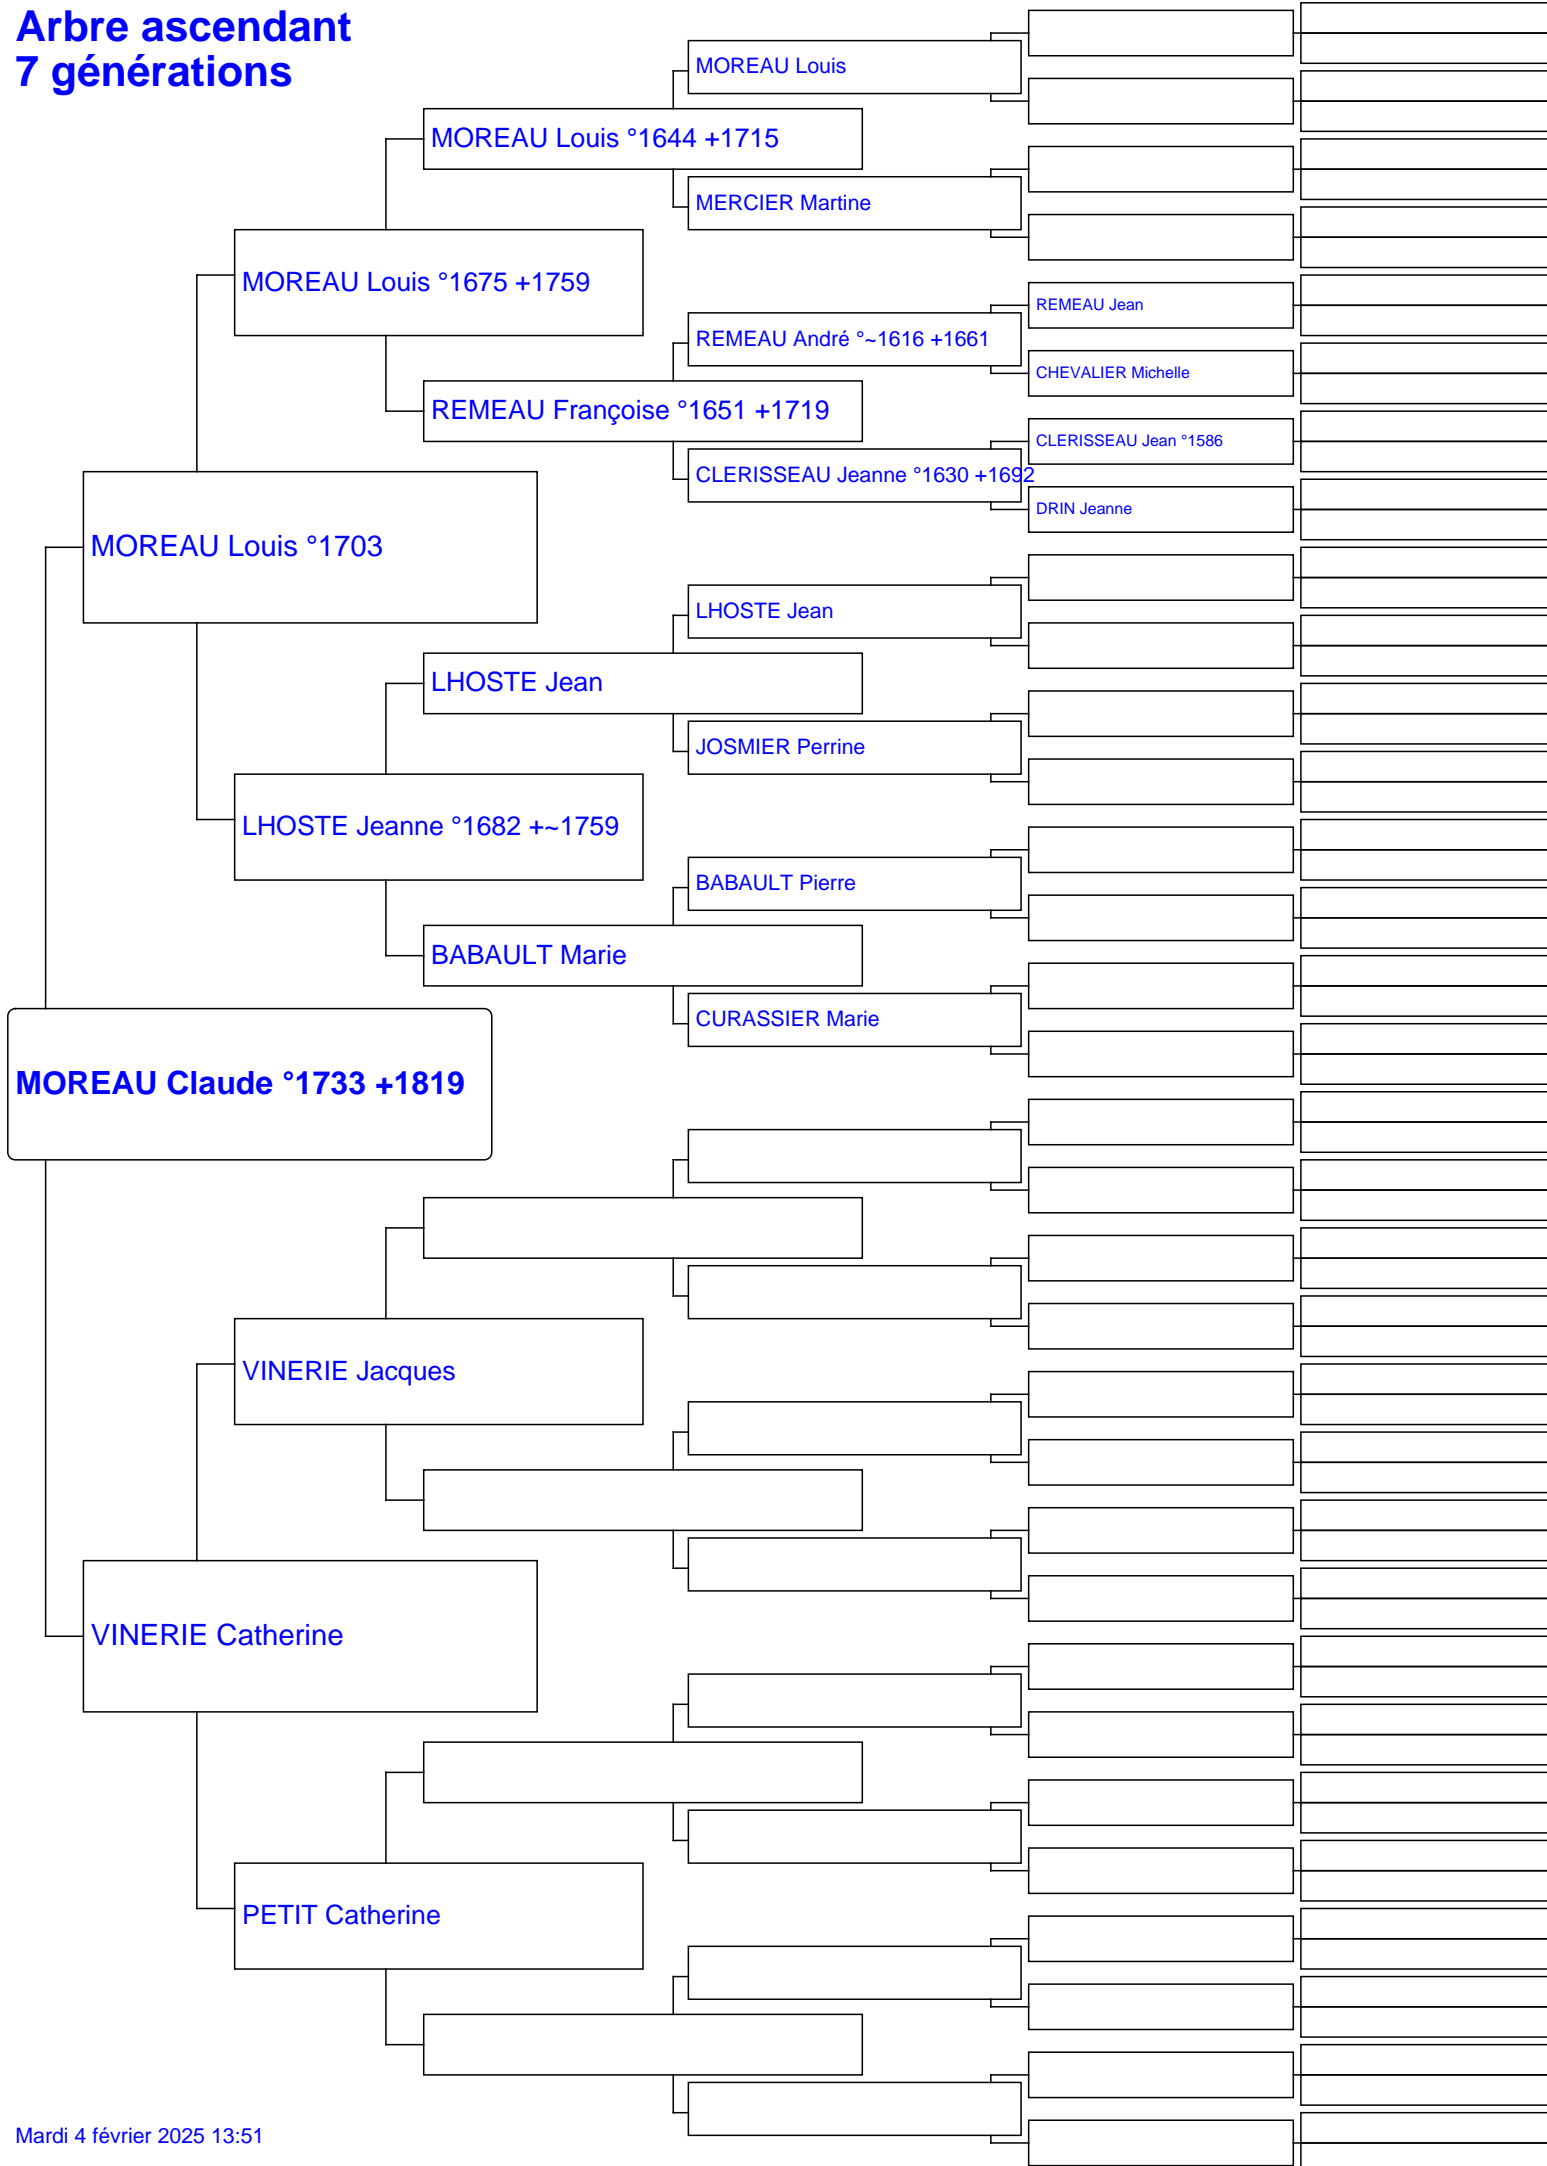 Arbre ascendant
7 générations
MOREAU Louis
MOREAU Louis °1644 +1715
MERCIER Martine
MOREAU Louis °1675 +1759
REMEAU Jean
REMEAU André °~1616 +1661
CHEVALIER Michelle
REMEAU Françoise °1651 +1719
CLERISSEAU Jean °1586
CLERISSEAU Jeanne °1630 +1692
DRIN Jeanne
MOREAU Louis °1703
LHOSTE Jean
LHOSTE Jean
JOSMIER Perrine
LHOSTE Jeanne °1682 +~1759
BABAULT Pierre
BABAULT Marie
CURASSIER Marie
MOREAU Claude °1733 +1819
VINERIE Jacques
VINERIE Catherine
PETIT Catherine
Mardi 4 février 2025 13:51